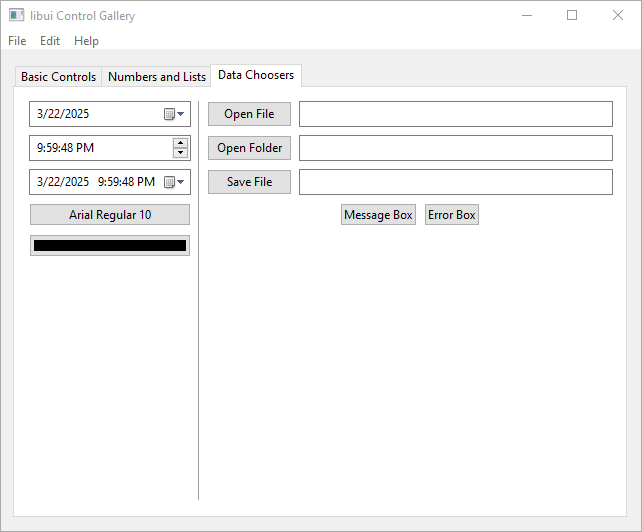 libui Control Gallery
File Edit Help
Basic Controls Numbers and Lists Data Choosers
3/22/2025
9:59:48 PM
3/22/2025 9:59:48 PM
Arial Regular 10
Open File
Open Folder
Save File
Message Box Error Box